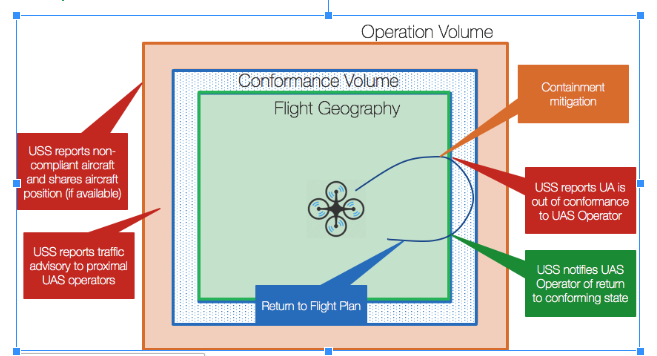 Operation Volume
Conformance Volume
Flight Geography
Containment
mitigation
USS reports non-
compliant aircraft
and shares aircraft
position (if available)
USS reports UA is
out of conformance
to UAS Operator
USS reports traffic
advisory to proximal
UAS operators
USS notifies UAS
Operator of return
to conforming state
Return to Flight Plan